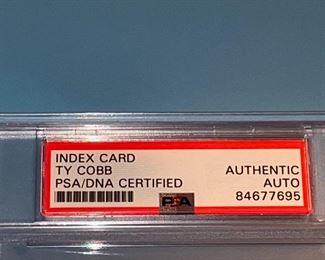 INDEX CARD
TY COBB
PSA/DNA CERTIFIED
PSA
AUTHENTIC
AUTO
84677695